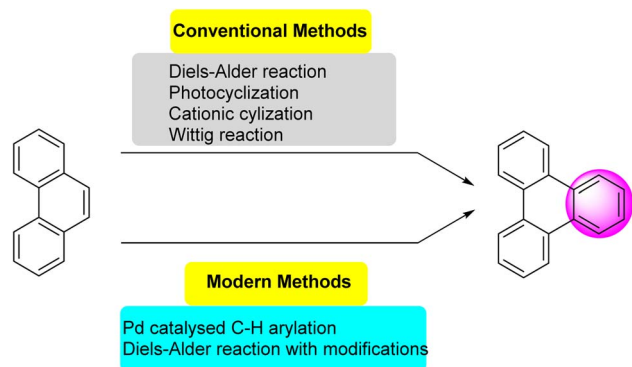 Conventional Methods
Diels-Alder reaction
Photocyclization
Cationic cylization
Wittig reaction
Modern Methods
Pd catalysed C-H arylation
Diels-Alder reaction with modifications